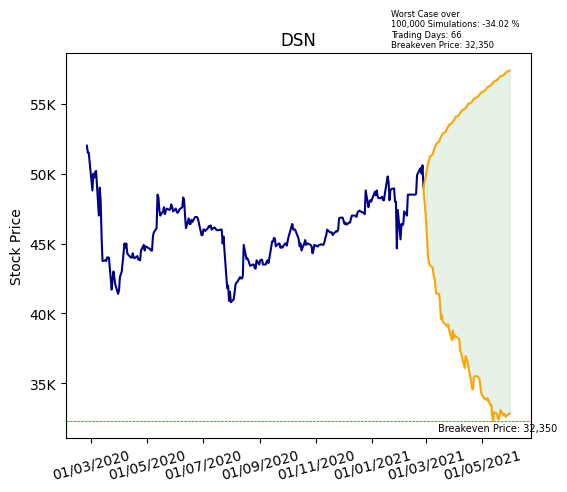 Worst Case over
100,000 Simulations: -34.02 %
Trading Days: 66
Breakeven Price: 32,350
DSN
Stock Price
55K
50K
45K
40K
35K
Breakeven Price: 32,350
01/03/2020
01/05/2020
01/07/2020
01/09/2020
01/11/2020
01/01/2021
01/03/2021
01/05/2021